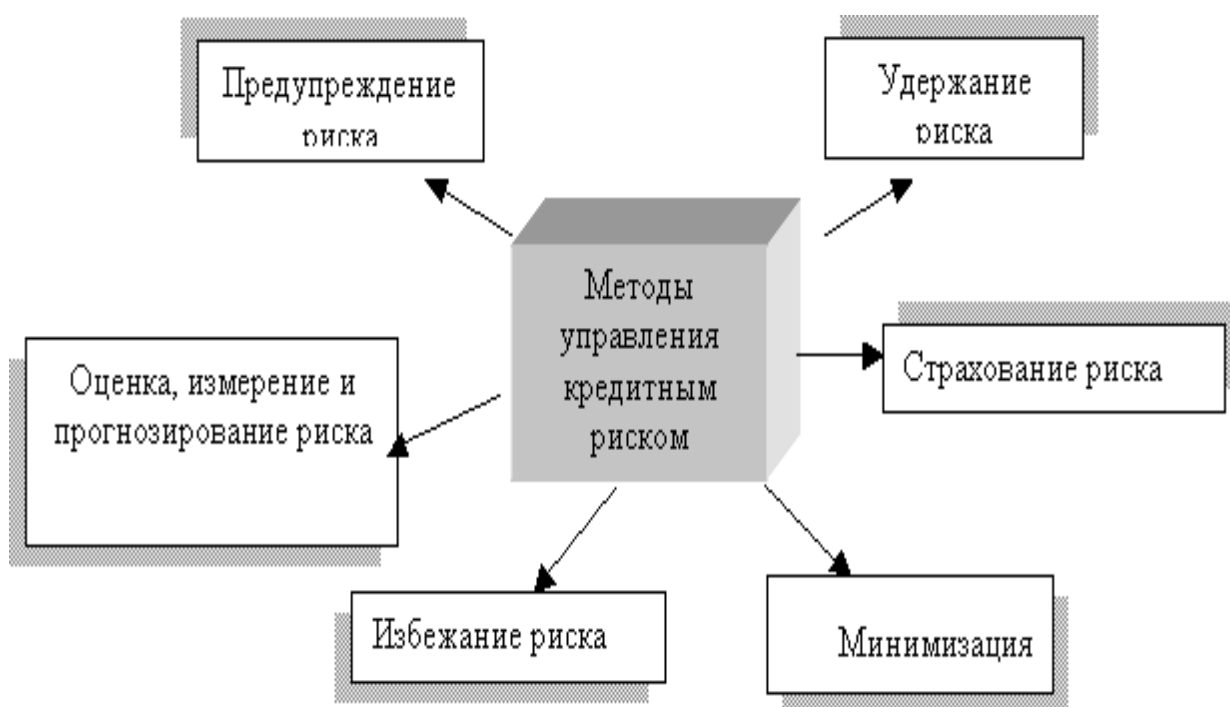 Предупреждение
риска
Удержание
риска
Методы
управления
кредитным
риском
Страхование риска
Оценка, измерение и
прогнозирование риска
Избежание риска
Минимизация